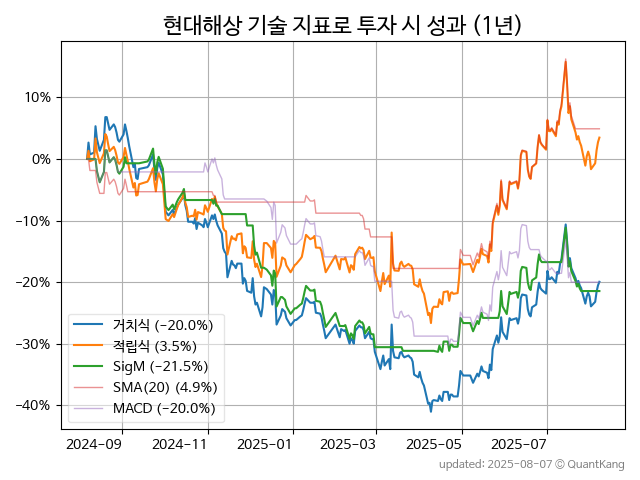 현대해상 기술 지표로 투자 시 성과 (1년)
10%
0%
−10%
−20%
−30%
−40%
거치식 (−20.0%)
적립식 (3.5%)
SigM (−21.5%)
SMA(20) (4.9%)
MACD (−20.0%)
2024-09 2024-11 2025-01 2025-03 2025-05 2025-07
updated: 2025-08-07 © QuantKang